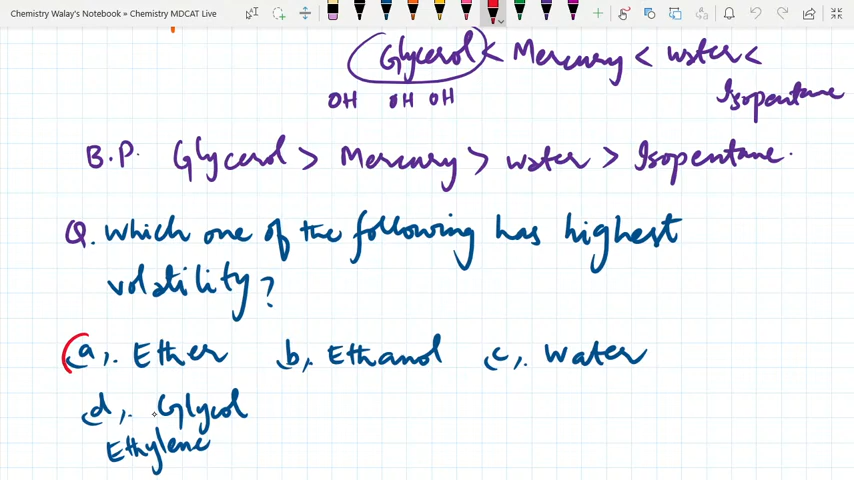 Chemistry Walay's Notebook » Chemistry MDCAT Live
Glycerol < Mercury < water <
Isopentane
OH OH OH
B.P. Glycerol > Mercury > water > Isopentane.
Q. Which one of the following has highest
volatility?
(a). Ether (b). Ethanol (c). Water
(d). Glycol
Ethylene